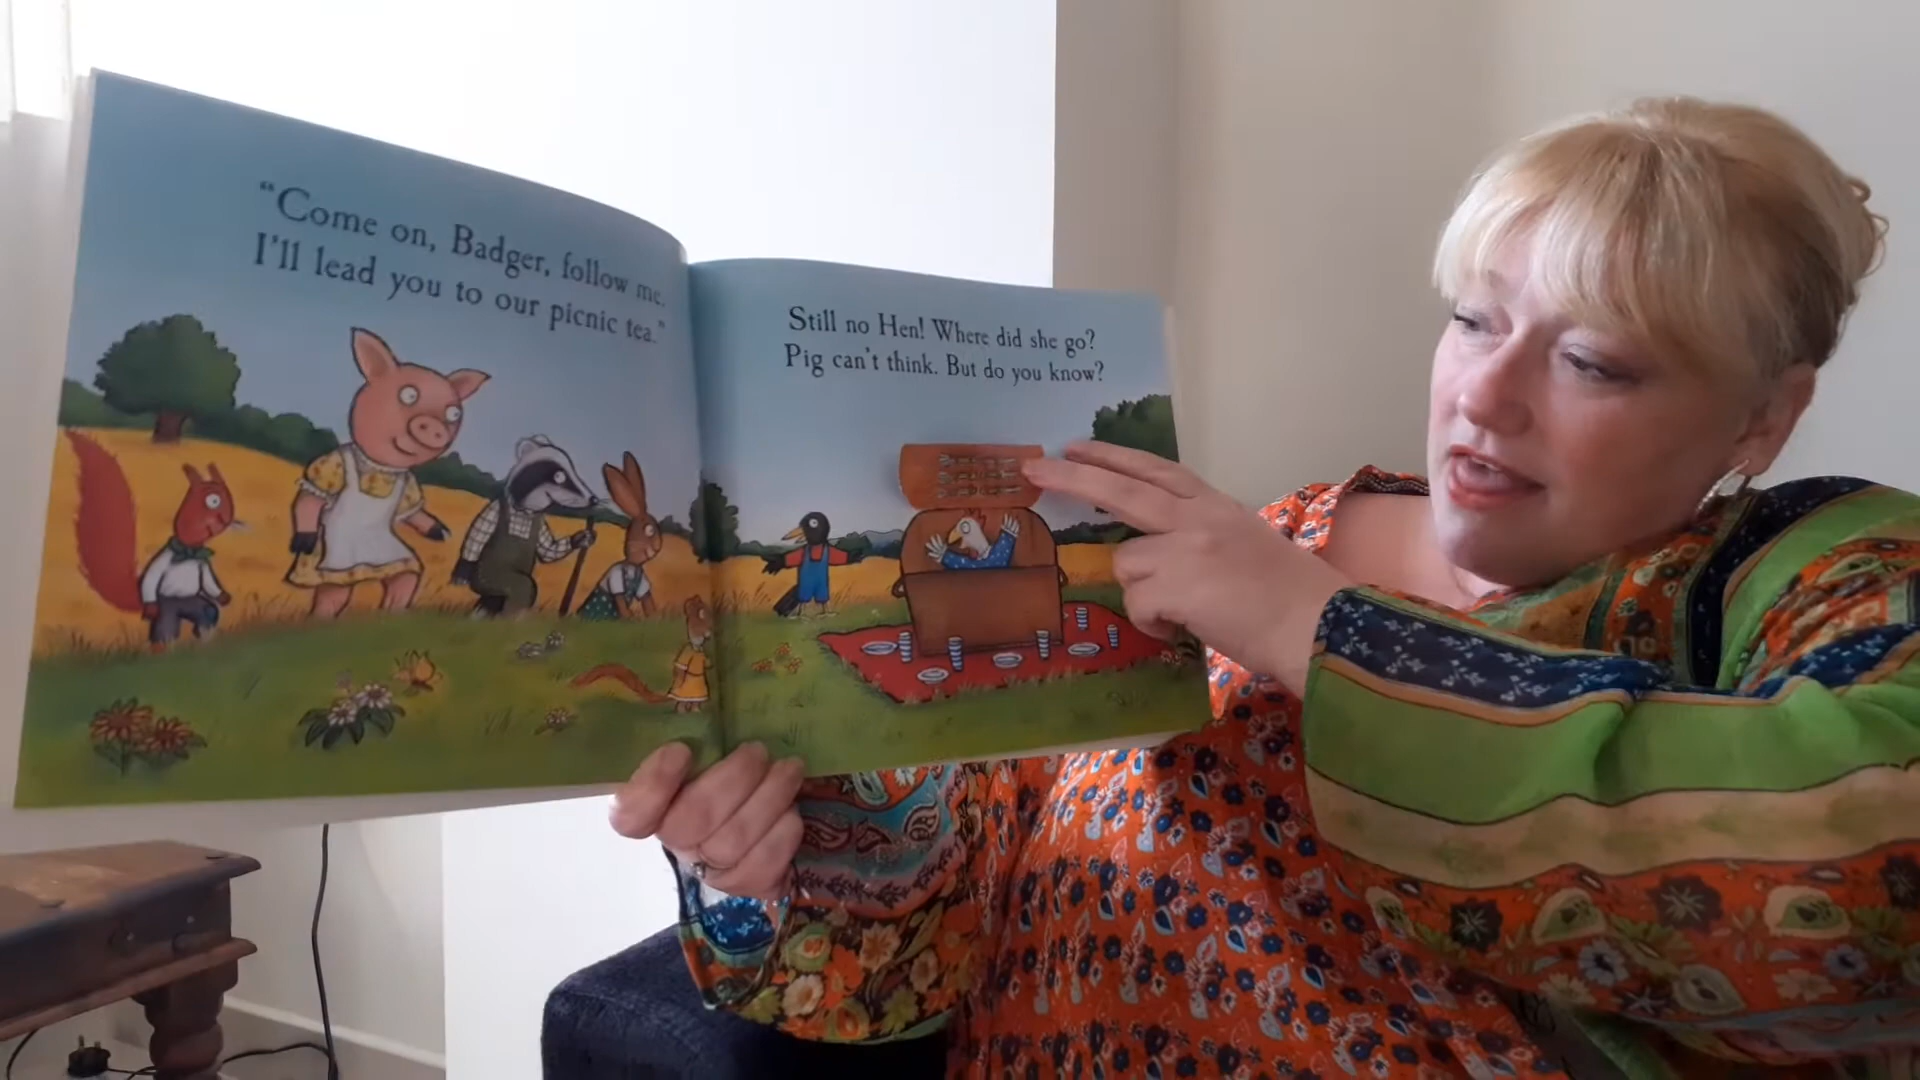 “Come on, Badger, follow me.
I’ll lead you to our picnic tea.”
Still no Hen! Where did she go?
Pig can’t think. But do you know?